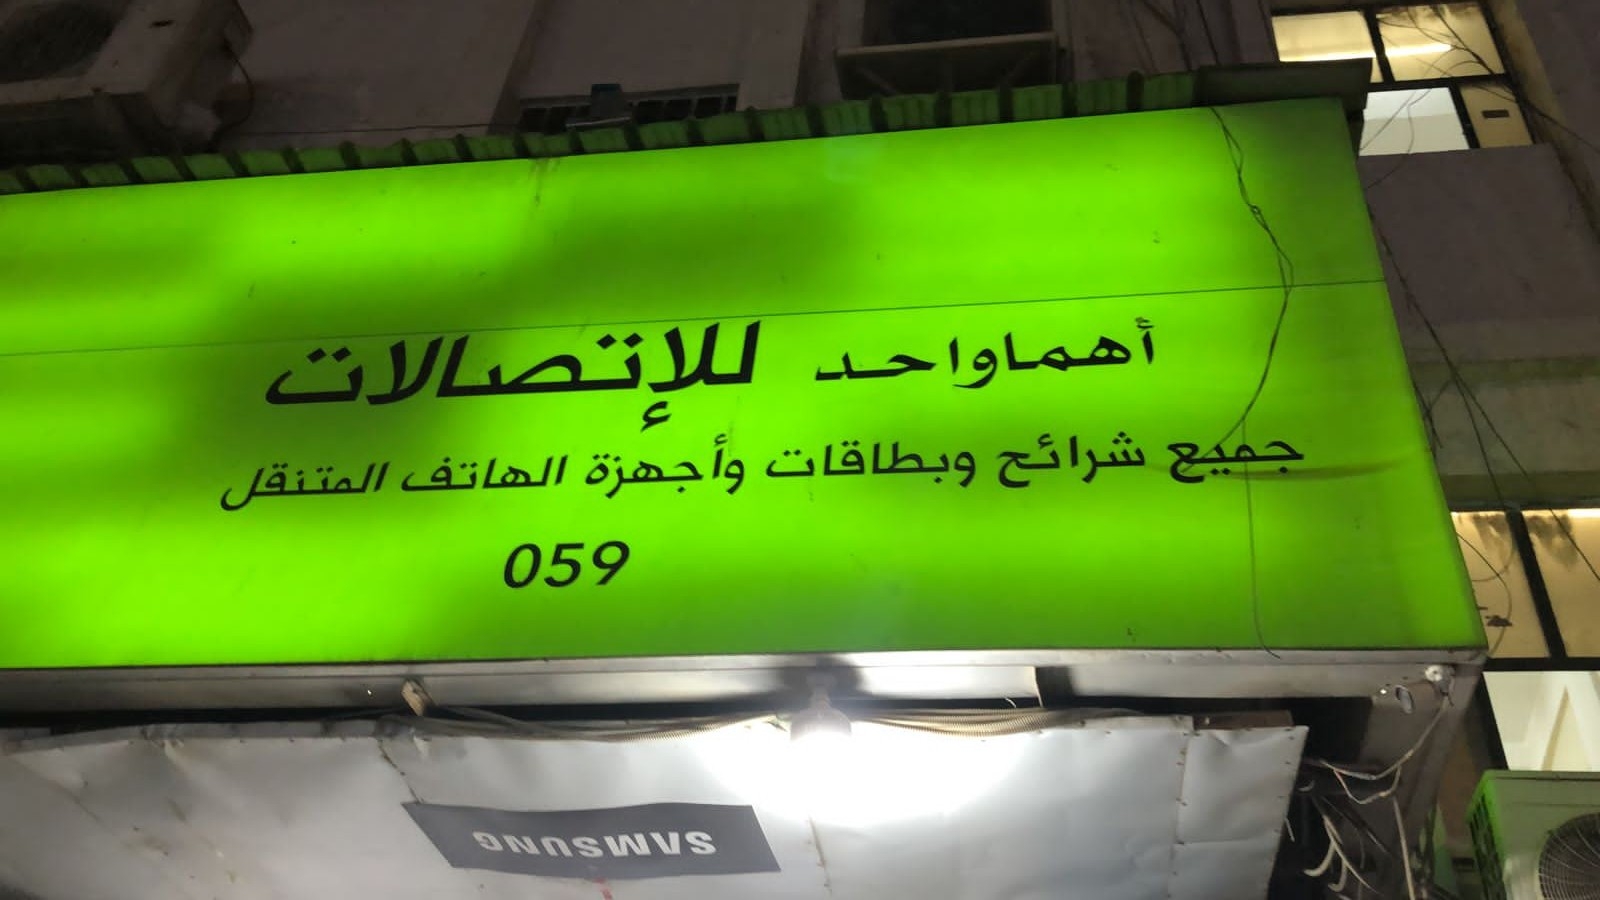 أهماواحد للإتصالات
جميع شرائح وبطاقات وأجهزة الهاتف المتنقل
059
SAMSUNG